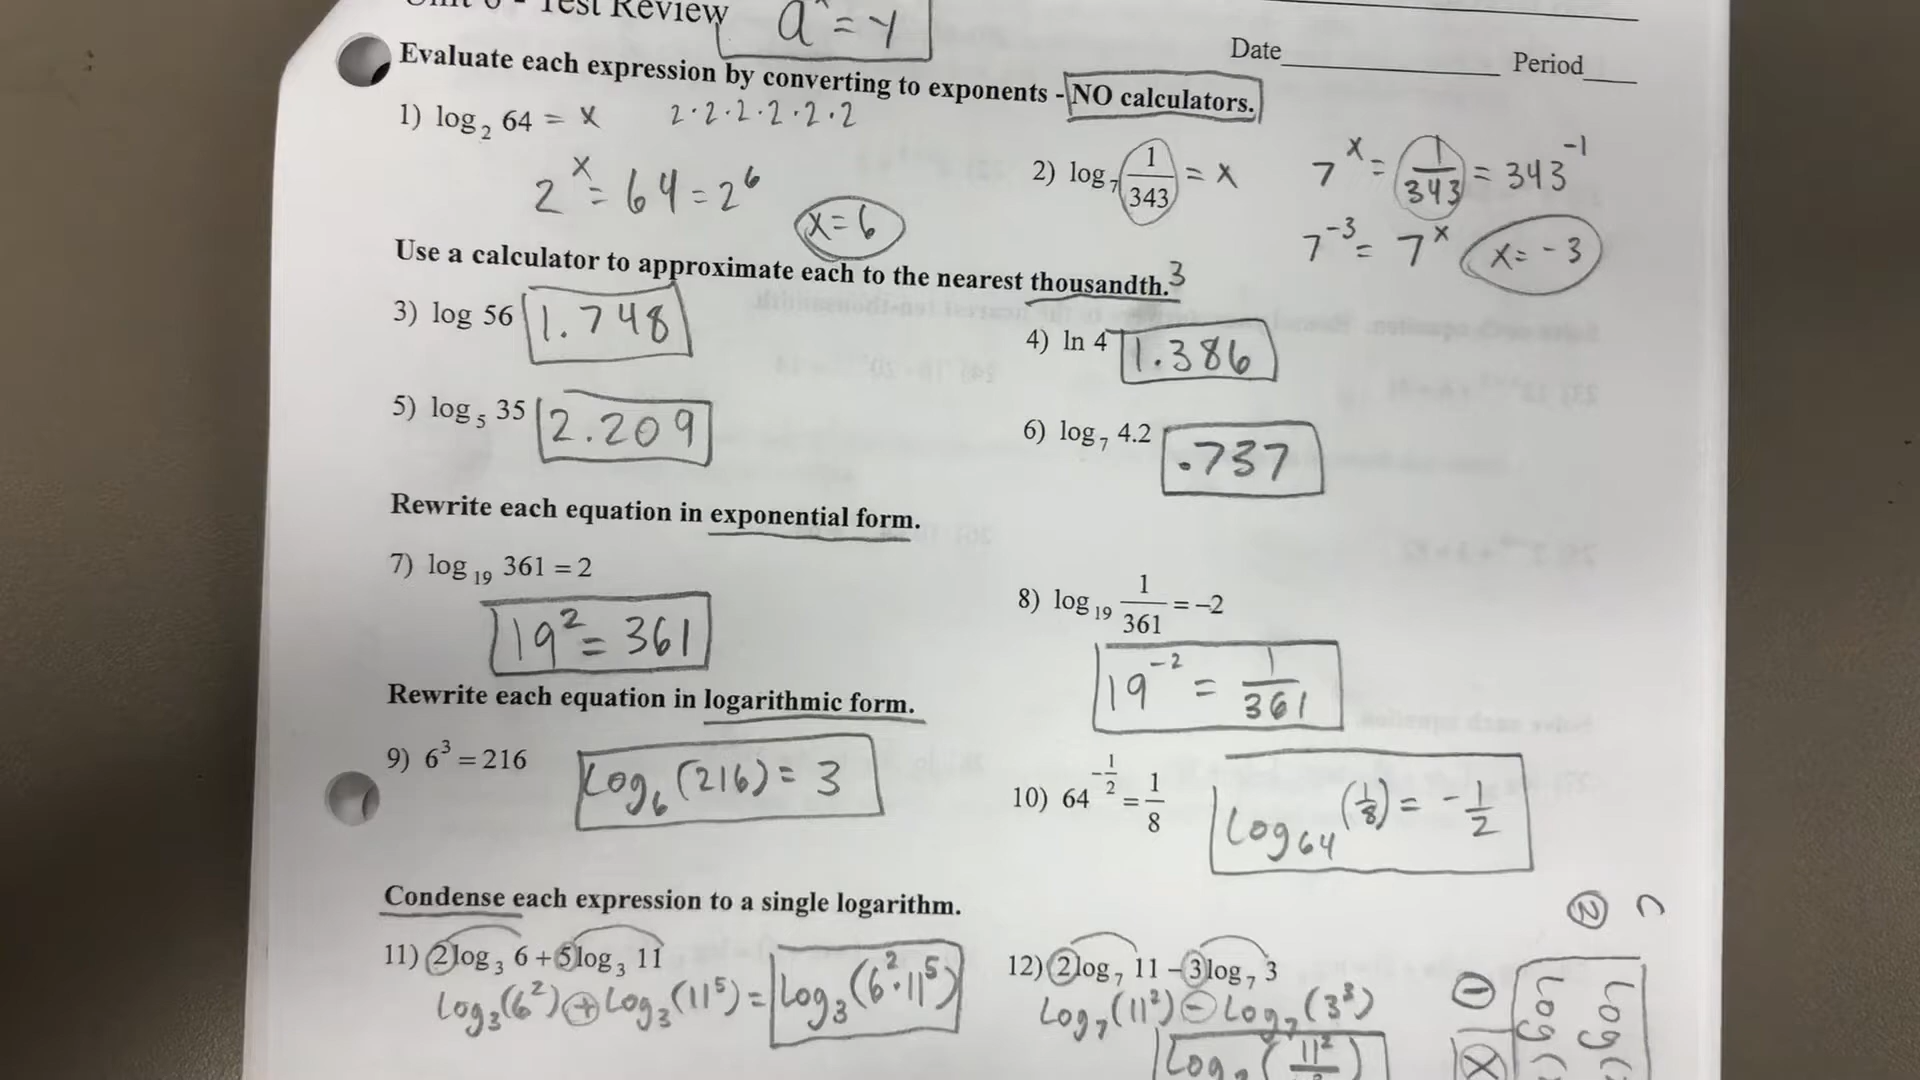 Test Review
a^x = y
Date____________ Period____
Evaluate each expression by converting to exponents - NO calculators.
1) log₂ 64 = x 2·2·2·2·2·2
2^x = 64 = 2^6
x = 6
2) log₇ 1/343 = x 7^x = 1/343 = 343^-1
7^-3 = 7^x x = -3
Use a calculator to approximate each to the nearest thousandth. 3
3) log 56 1.748
4) ln 4 1.386
5) log₅ 35 2.209
6) log₇ 4.2 .737
Rewrite each equation in exponential form.
7) log₁₉ 361 = 2
19² = 361
8) log₁₉ 1/361 = –2
19^-2 = 1/361
Rewrite each equation in logarithmic form.
9) 6³ = 216 Log₆ (216) = 3
10) 64^(-1/2) = 1/8 Log₆₄ (1/8) = -1/2
Condense each expression to a single logarithm.
11) 2log₃ 6 + 5log₃ 11
Log₃(6²) + Log₃(11⁵) = Log₃(6²·11⁵)
12) 2log₇ 11 – 3log₇ 3
Log₇(11²) - Log₇(3³)